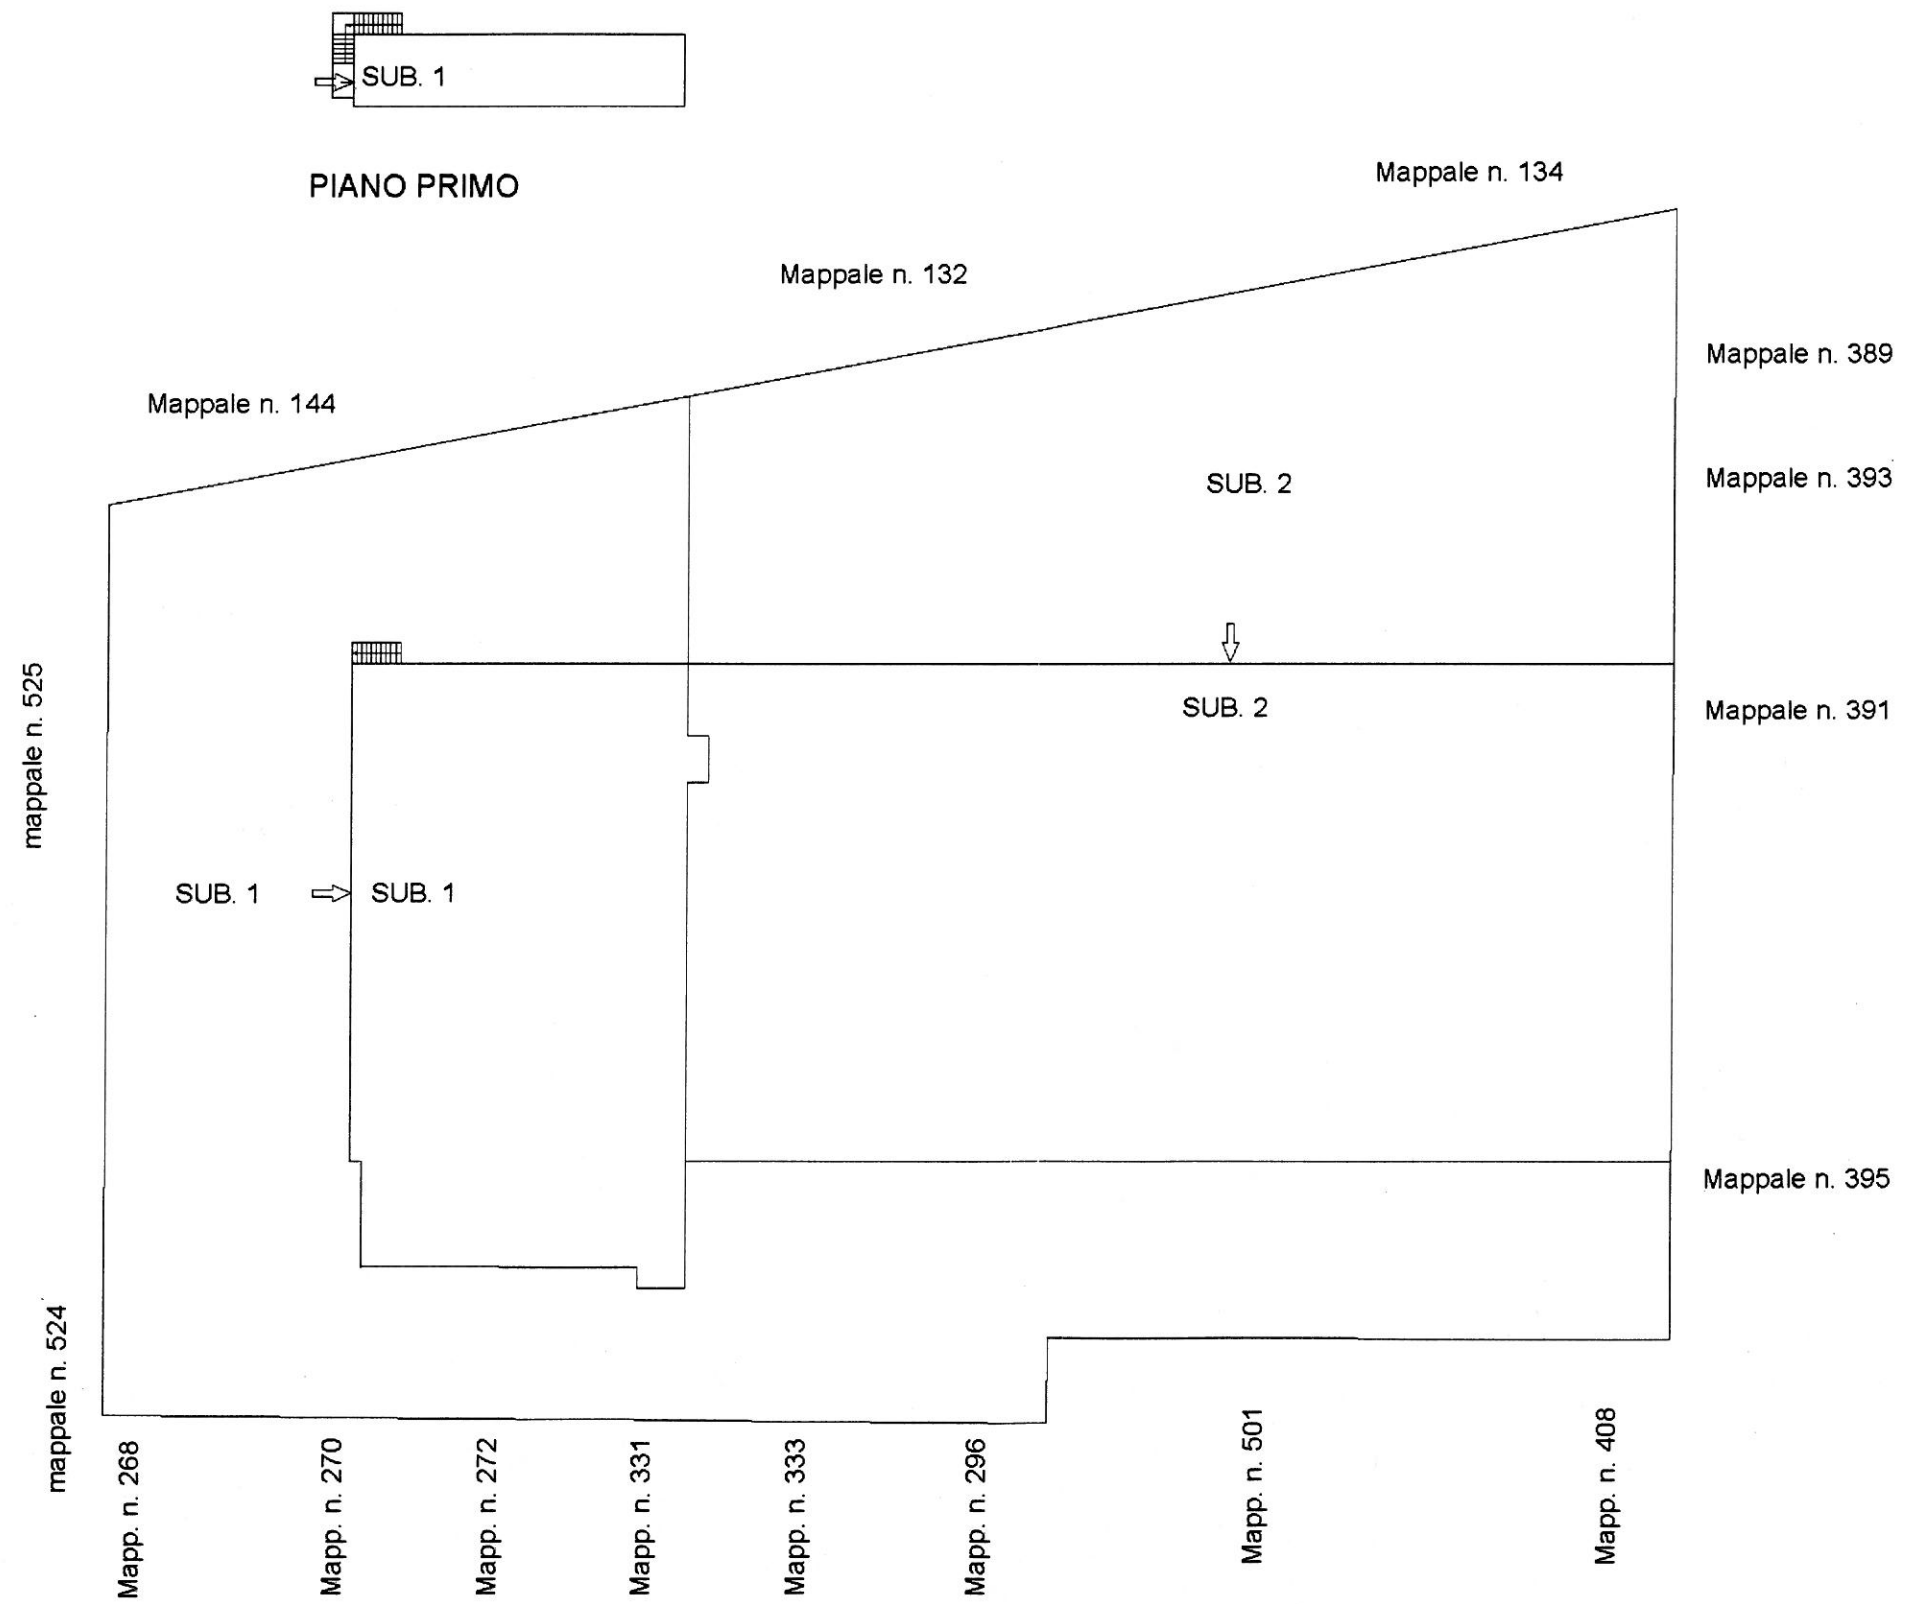 SUB. 1
PIANO PRIMO
Mappale n. 134
Mappale n. 132
Mappale n. 389
Mappale n. 144
Mappale n. 393
SUB. 2
mappale n. 525
SUB. 2
Mappale n. 391
SUB. 1
SUB. 1
Mappale n. 395
mappale n. 524
Mapp. n. 268
Mapp. n. 270
Mapp. n. 272
Mapp. n. 331
Mapp. n. 333
Mapp. n. 296
Mapp. n. 501
Mapp. n. 408